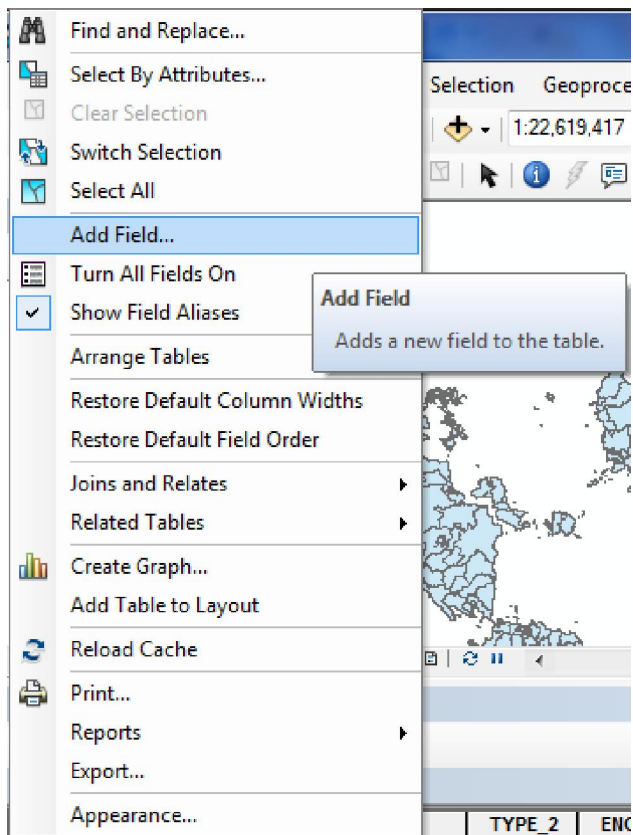 Find and Replace...
Select By Attributes...
Clear Selection
Switch Selection
Select All
Add Field...
Turn All Fields On
Show Field Aliases
Arrange Tables
Restore Default Column Widths
Restore Default Field Order
Joins and Relates
Related Tables
Create Graph...
Add Table to Layout
Reload Cache
Print...
Reports
Export...
Appearance...
Selection Geoproce
1:22,619,417
Add Field
Adds a new field to the table.
TYPE_2 ENG